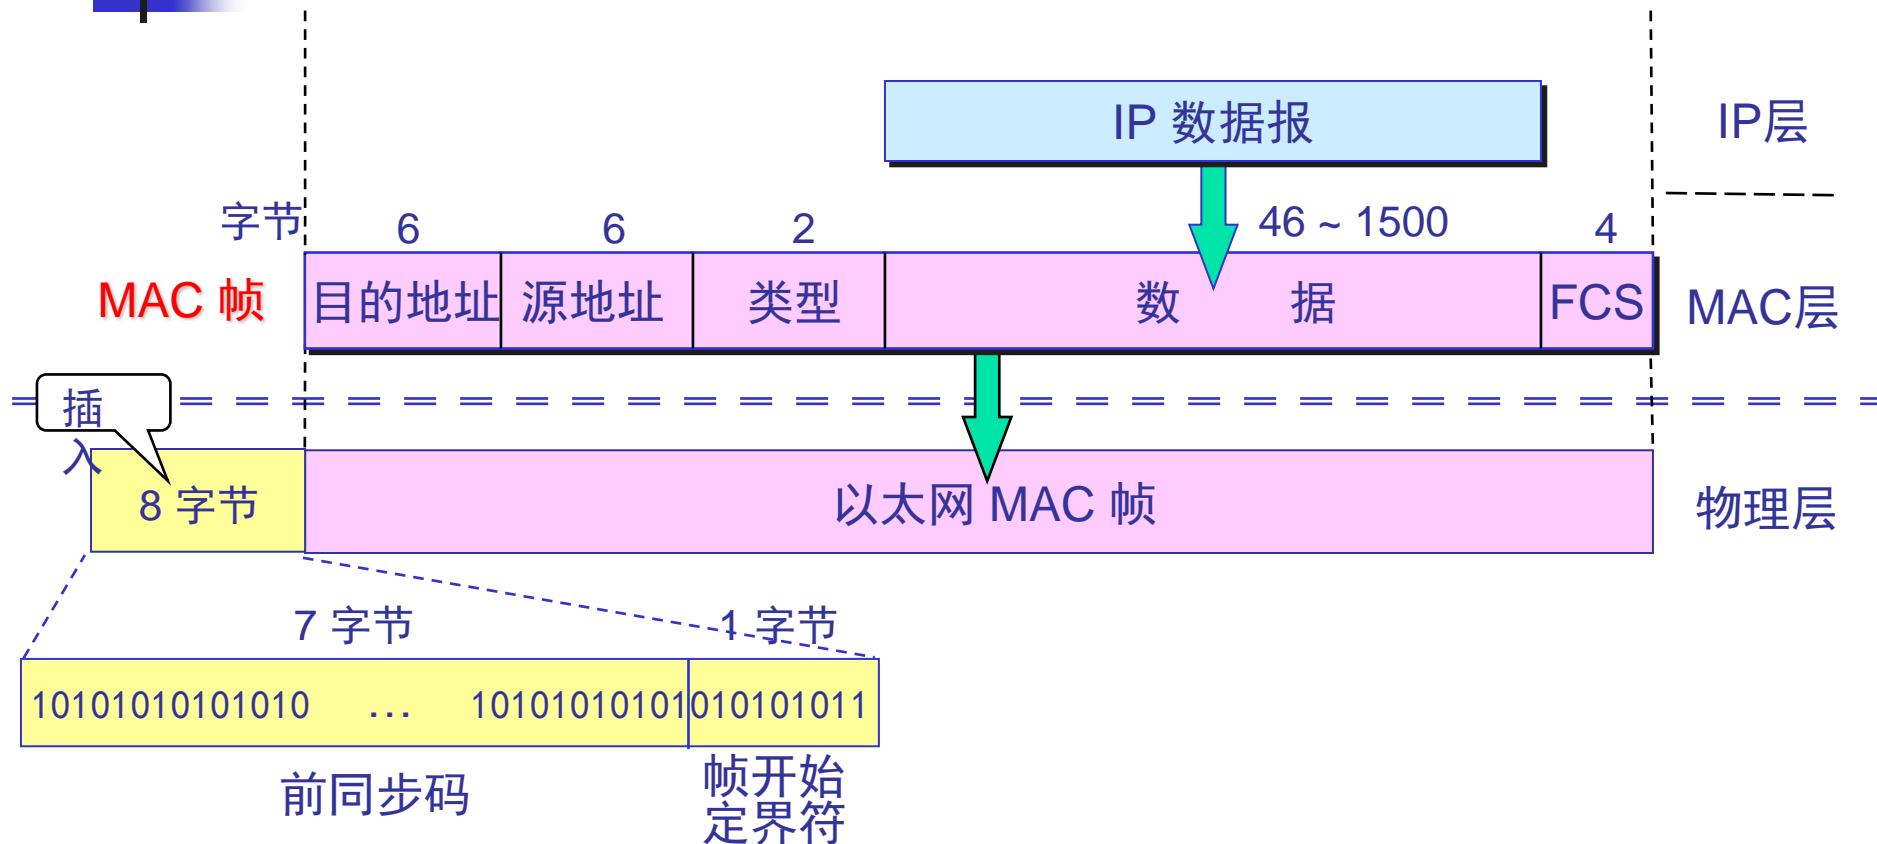 IP 数据报
IP层
字节 6 6 2 46 ~ 1500 4
MAC 帧 目的地址 源地址 类型 数 据 FCS MAC层
插
入
8 字节 以太网 MAC 帧 物理层
7 字节 1 字节
10101010101010 ... 10101010101010101011
前同步码
帧开始
定界符